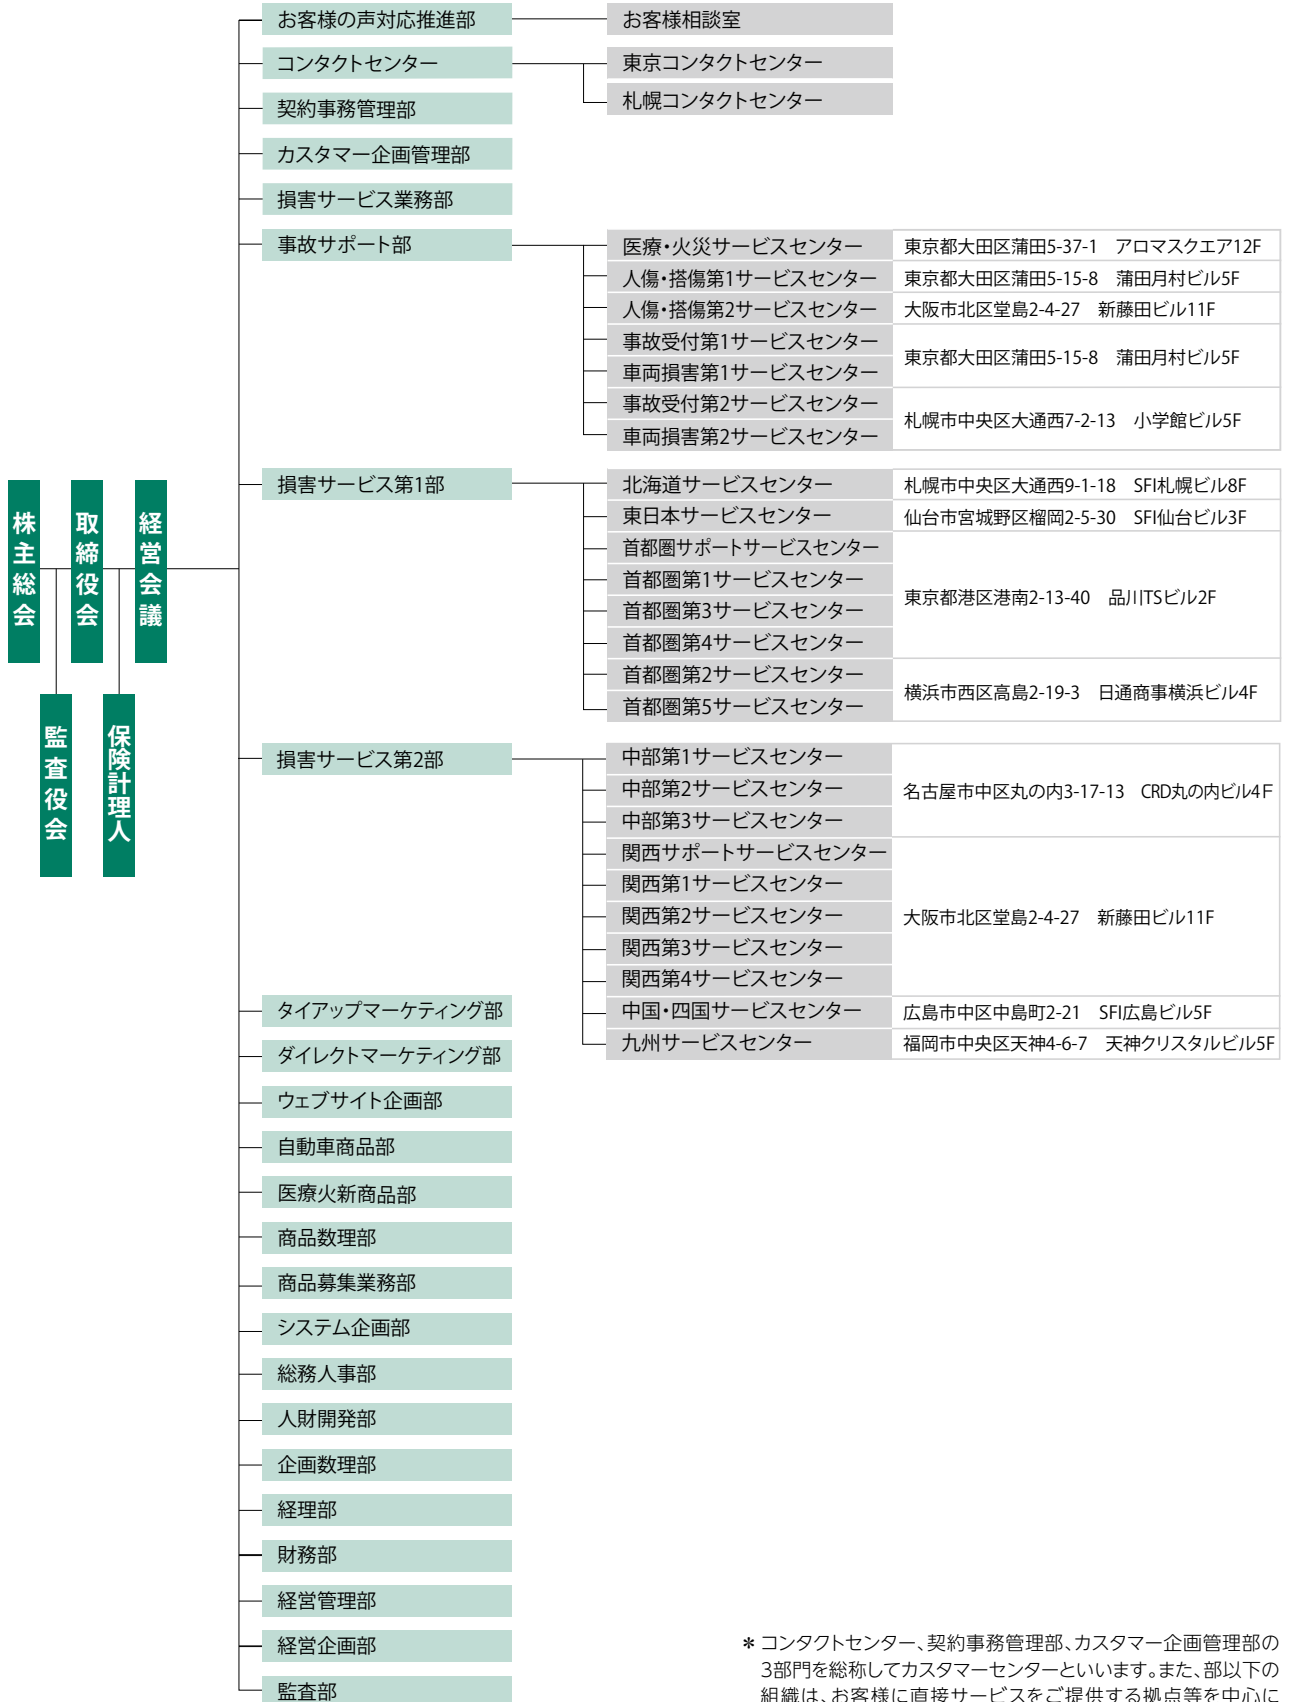 株主総会
取締役会
経営会議
監査役会
保険計理人
お客様の声対応推進部
お客様相談室
コンタクトセンター
東京コンタクトセンター
札幌コンタクトセンター
契約事務管理部
カスタマー企画管理部
損害サービス業務部
事故サポート部
医療・火災サービスセンター 東京都大田区蒲田5-37-1 アロマスクエア12F
人傷・搭傷第1サービスセンター 東京都大田区蒲田5-15-8 蒲田月村ビル5F
人傷・搭傷第2サービスセンター 大阪市北区堂島2-4-27 新藤田ビル11F
事故受付第1サービスセンター
車両損害第1サービスセンター
東京都大田区蒲田5-15-8 蒲田月村ビル5F
事故受付第2サービスセンター
車両損害第2サービスセンター
札幌市中央区大通西7-2-13 小学館ビル5F
損害サービス第1部
北海道サービスセンター 札幌市中央区大通西9-1-18 SFI札幌ビル8F
東日本サービスセンター 仙台市宮城野区榴岡2-5-30 SFI仙台ビル3F
首都圏サポートサービスセンター
首都圏第1サービスセンター
首都圏第3サービスセンター
首都圏第4サービスセンター
東京都港区港南2-13-40 品川TSビル2F
首都圏第2サービスセンター
首都圏第5サービスセンター
横浜市西区高島2-19-3 日通商事横浜ビル4F
損害サービス第2部
中部第1サービスセンター
中部第2サービスセンター
中部第3サービスセンター
名古屋市中区丸の内3-17-13 CRD丸の内ビル4F
関西サポートサービスセンター
関西第1サービスセンター
関西第2サービスセンター
関西第3サービスセンター
関西第4サービスセンター
大阪市北区堂島2-4-27 新藤田ビル11F
中国・四国サービスセンター 広島市中区中島町2-21 SFI広島ビル5F
九州サービスセンター 福岡市中央区天神4-6-7 天神クリスタルビル5F
タイアップマーケティング部
ダイレクトマーケティング部
ウェブサイト企画部
自動車商品部
医療火新商品部
商品数理部
商品募集業務部
システム企画部
総務人事部
人財開発部
企画数理部
経理部
財務部
経営管理部
経営企画部
監査部
＊コンタクトセンター、契約事務管理部、カスタマー企画管理部の
3部門を総称してカスタマーセンターといいます。また、部以下の
組織は、お客様に直接サービスをご提供する拠点等を中心に